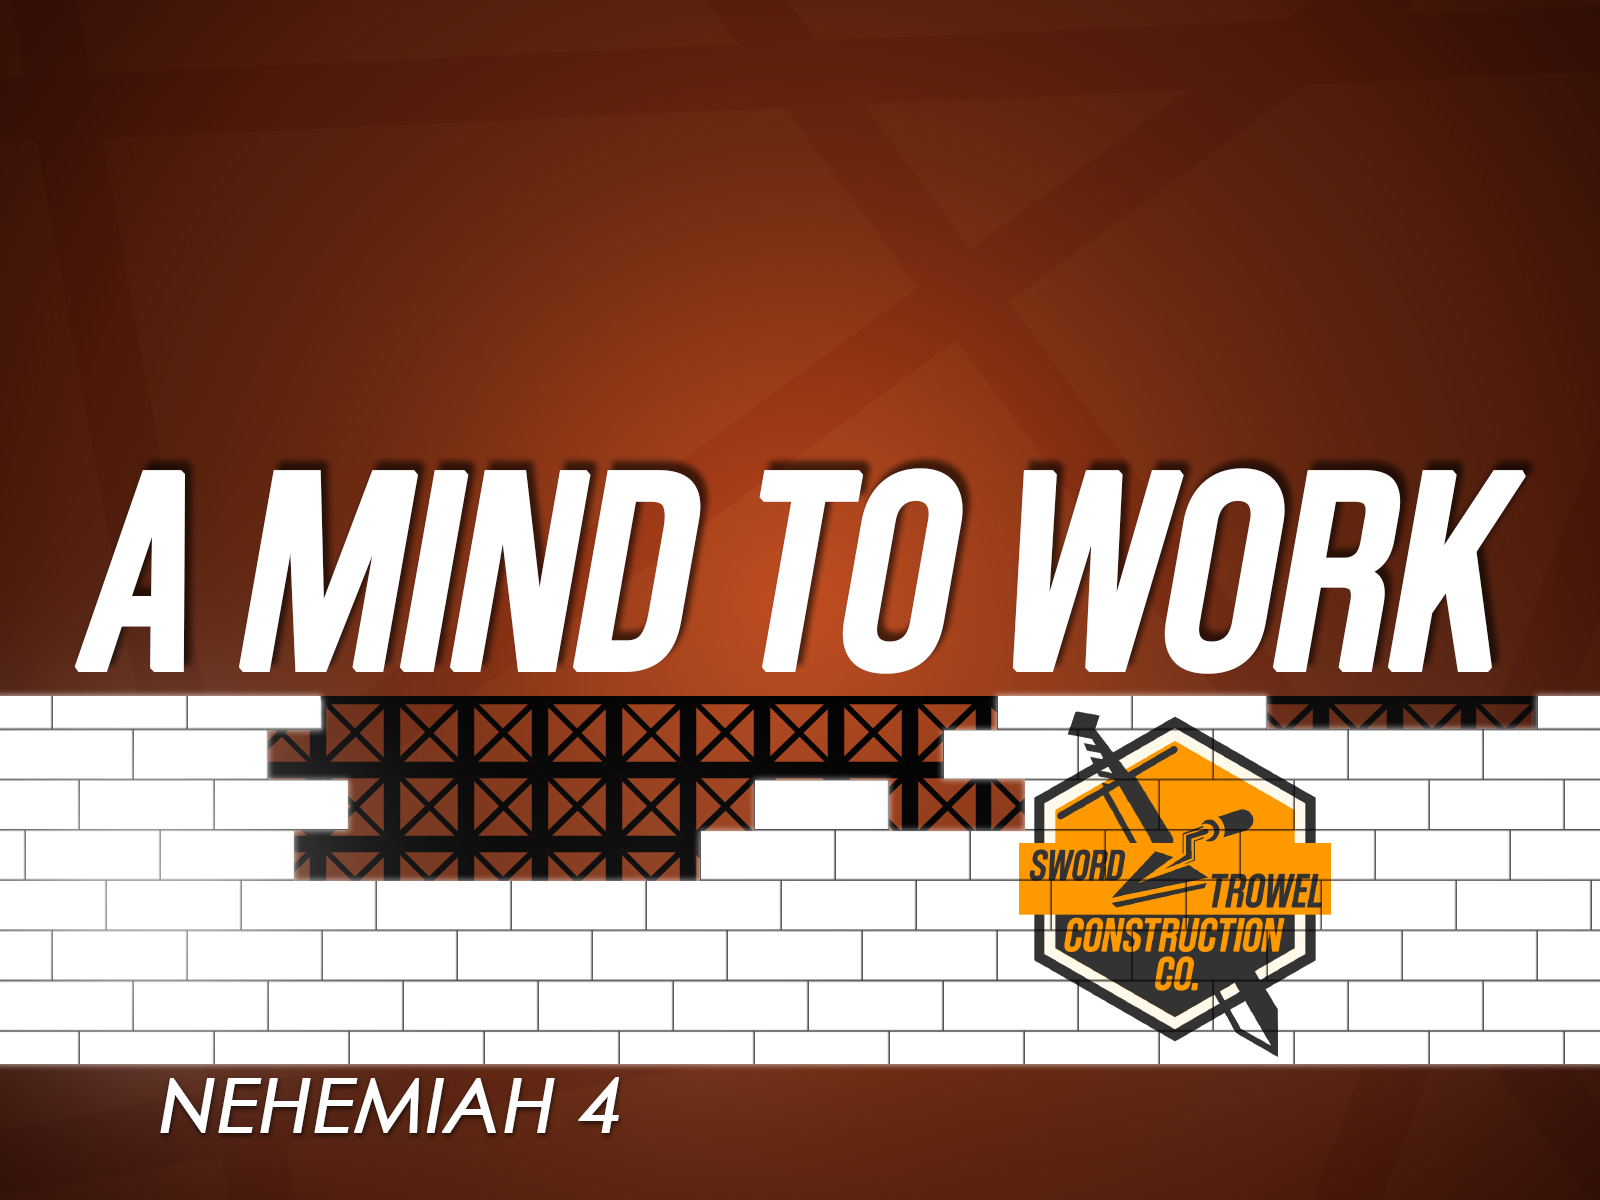 A MIND TO WORK
SWORD
TROWEL
CONSTRUCTION
CO.
NEHEMIAH 4